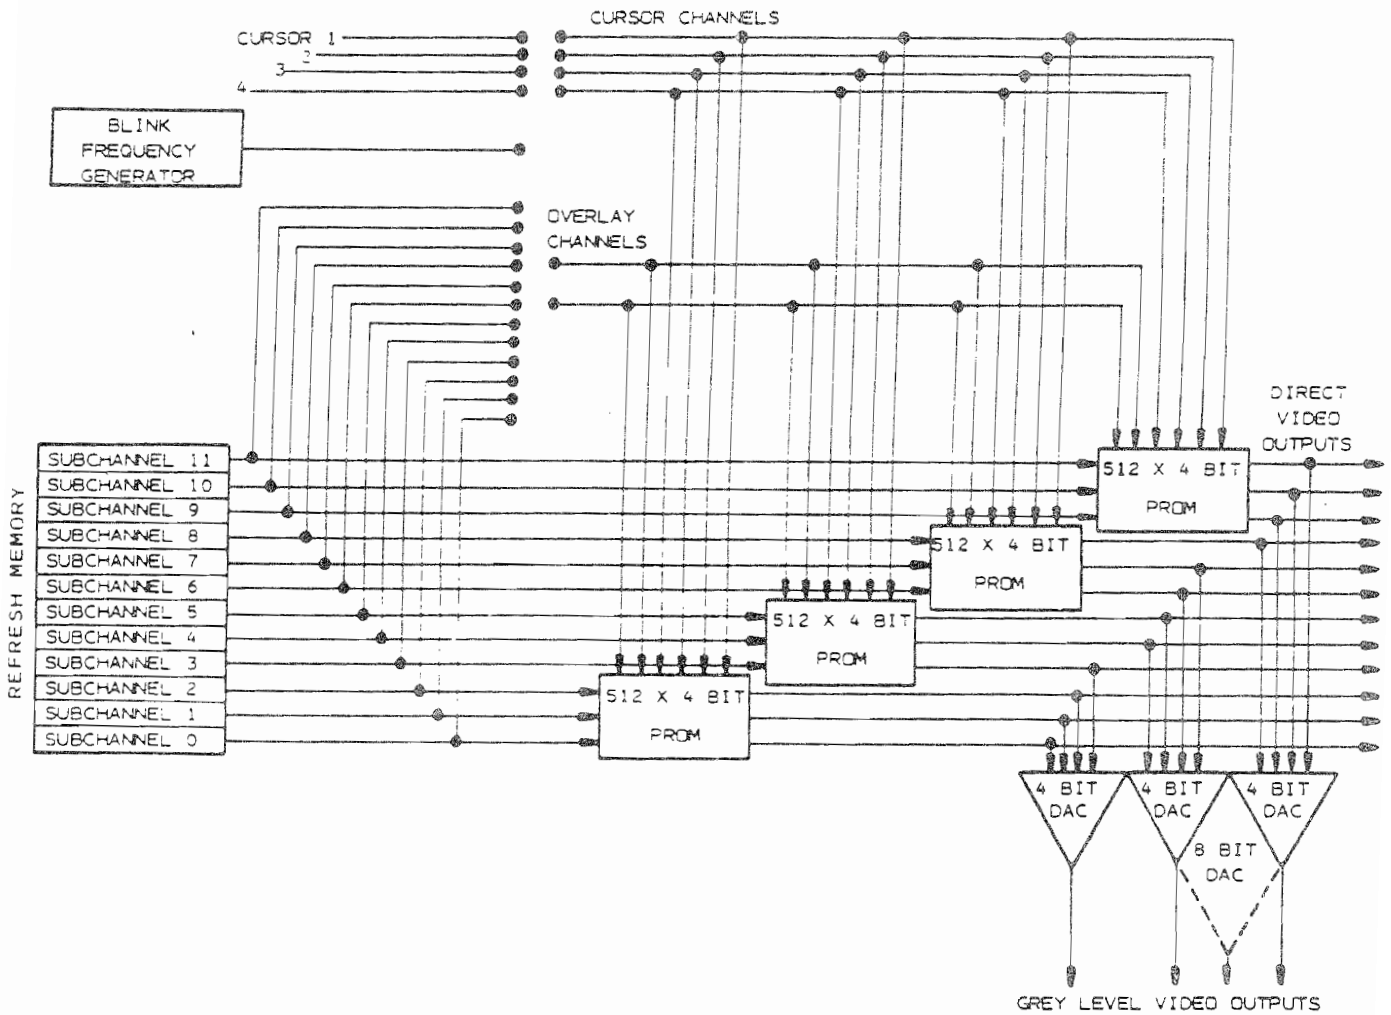 CURSOR CHANNELS
CURSOR 1
2
3
4
BLINK
FREQUENCY
GENERATOR
OVERLAY
CHANNELS
DIRECT
VIDEO
OUTPUTS
REFRESH MEMORY
SUBCHANNEL 11
SUBCHANNEL 10
SUBCHANNEL 9
SUBCHANNEL 8
SUBCHANNEL 7
SUBCHANNEL 6
SUBCHANNEL 5
SUBCHANNEL 4
SUBCHANNEL 3
SUBCHANNEL 2
SUBCHANNEL 1
SUBCHANNEL 0
512 X 4 BIT
PROM
512 X 4 BIT
PROM
512 X 4 BIT
PROM
512 X 4 BIT
PROM
4 BIT
DAC
4 BIT
DAC
4 BIT
DAC
8 BIT
DAC
GREY LEVEL VIDEO OUTPUTS